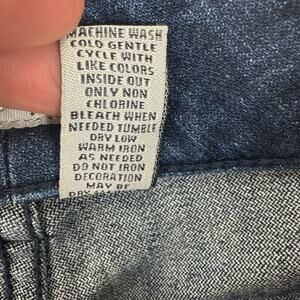 MACHINE WASH
COLD GENTLE
CYCLE WITH
LIKE COLORS
INSIDE OUT
ONLY NON
CHLORINE
BLEACH WHEN
NEEDED TUMBLE
DRY LOW
WARM IRON
AS NEEDED
DO NOT IRON
DECORATION
MAY BE